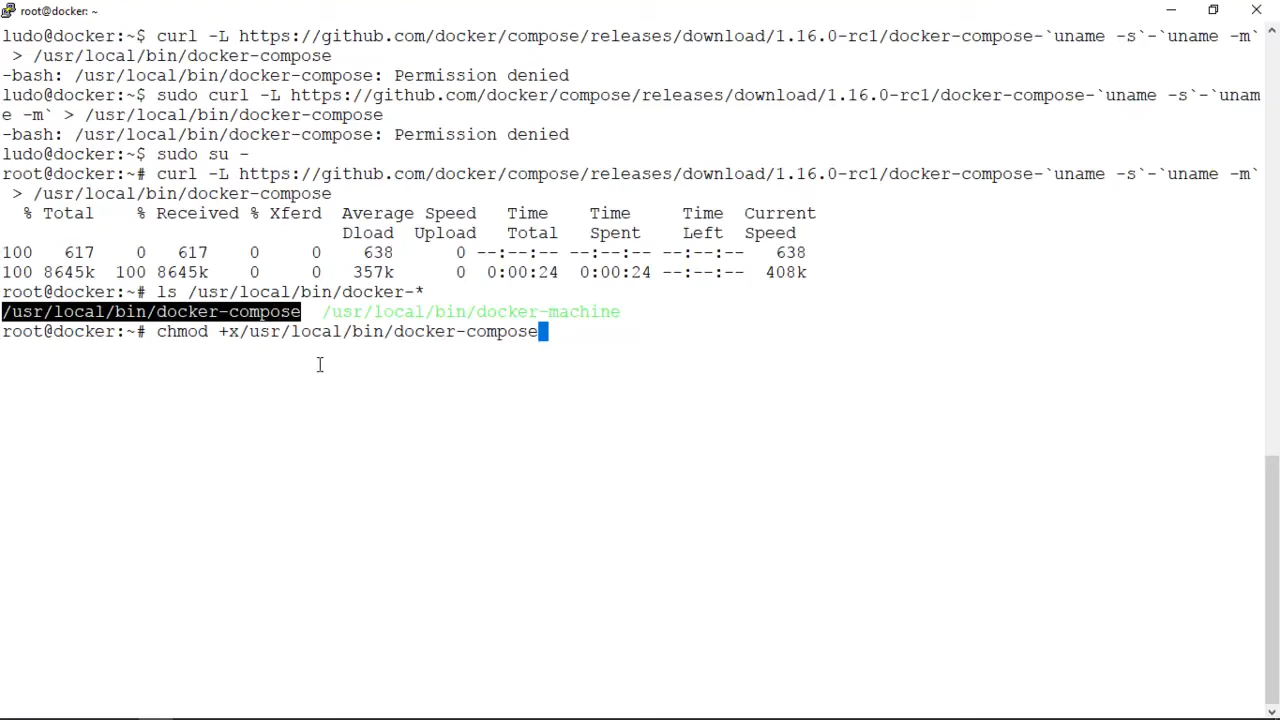 root@docker: ~
ludo@docker:~$ curl -L https://github.com/docker/compose/releases/download/1.16.0-rc1/docker-compose-`uname -s`-`uname -m`
 > /usr/local/bin/docker-compose
-bash: /usr/local/bin/docker-compose: Permission denied
ludo@docker:~$ sudo curl -L https://github.com/docker/compose/releases/download/1.16.0-rc1/docker-compose-`uname -s`-`unam
e -m` > /usr/local/bin/docker-compose
-bash: /usr/local/bin/docker-compose: Permission denied
ludo@docker:~$ sudo su -
root@docker:~# curl -L https://github.com/docker/compose/releases/download/1.16.0-rc1/docker-compose-`uname -s`-`uname -m`
 > /usr/local/bin/docker-compose
  % Total    % Received % Xferd  Average Speed   Time    Time     Time  Current
                                 Dload  Upload   Total   Spent    Left  Speed
100   617    0   617    0     0    638      0 --:--:-- --:--:-- --:--:--   638
100 8645k  100 8645k    0     0   357k      0  0:00:24  0:00:24 --:--:--  408k
root@docker:~# ls /usr/local/bin/docker-*
/usr/local/bin/docker-compose  /usr/local/bin/docker-machine
root@docker:~# chmod +x/usr/local/bin/docker-compose